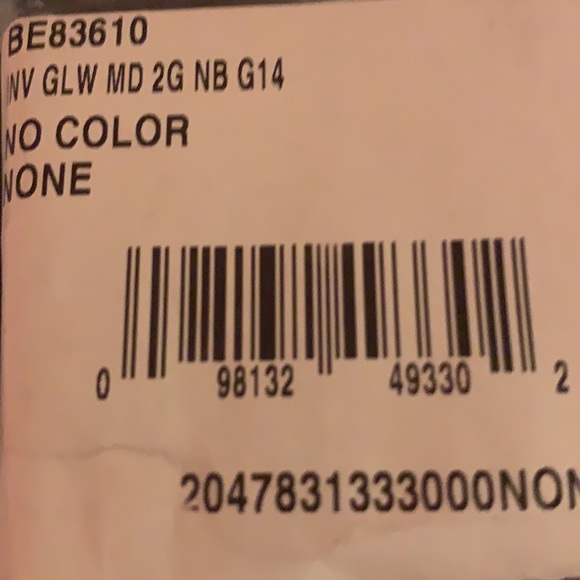 BE83610
INV GLW MD 2G NB G14
NO COLOR
NONE
0 98132 49330 2
2047831333000NON